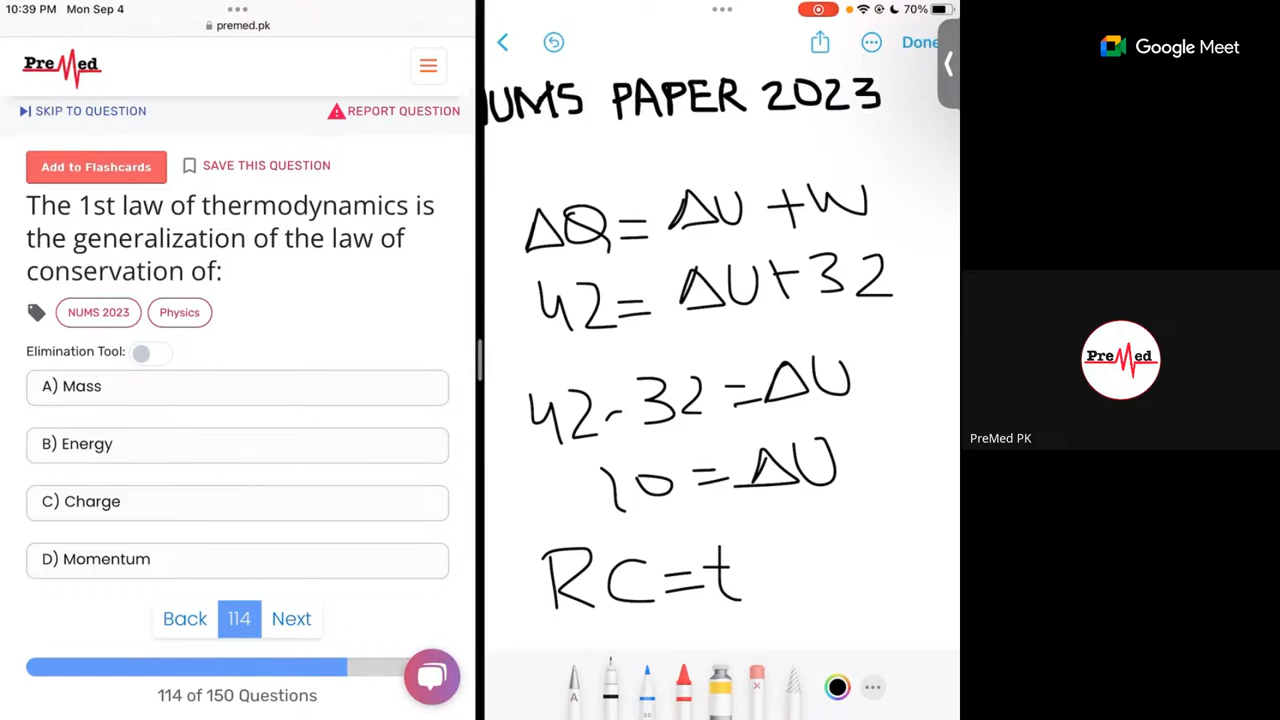 10:39 PM Mon Sep 4
premed.pk
PreMed
SKIP TO QUESTION
REPORT QUESTION
Add to Flashcards
SAVE THIS QUESTION
The 1st law of thermodynamics is
the generalization of the law of
conservation of:
NUMS 2023
Physics
Elimination Tool:
A) Mass
B) Energy
C) Charge
D) Momentum
Back 114 Next
114 of 150 Questions
70%
Done
NUMS PAPER 2023
ΔQ = ΔU + W
42 = ΔU + 32
42 - 32 = ΔU
10 = ΔU
RC = t
A
Google Meet
PreMed
PreMed PK